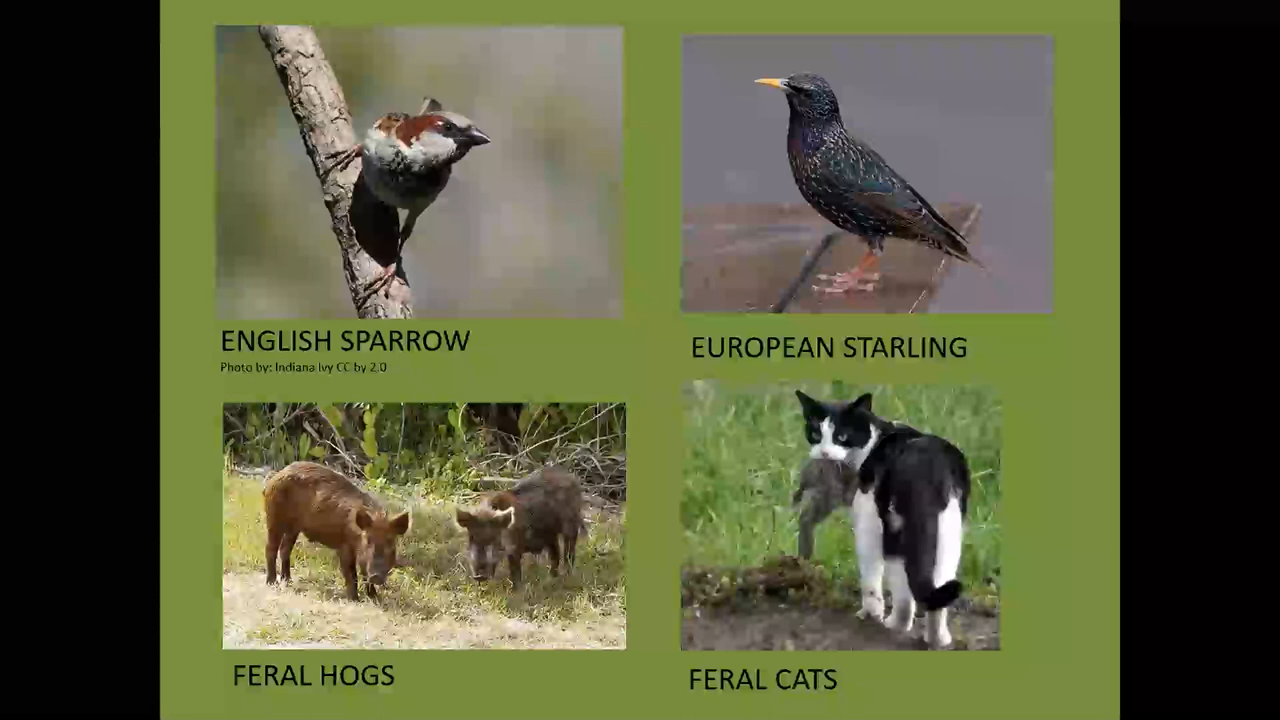 ENGLISH SPARROW
Photo by: Indiana Ivy CC by 2.0
EUROPEAN STARLING
FERAL HOGS
FERAL CATS